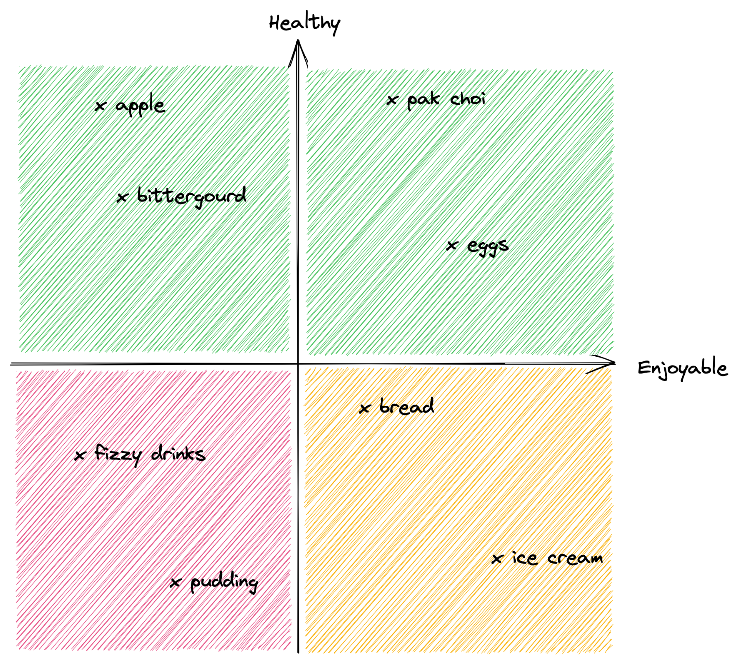 Healthy
x apple
x pak choi
x bittergourd
x eggs
Enjoyable
x bread
x fizzy drinks
x ice cream
x pudding